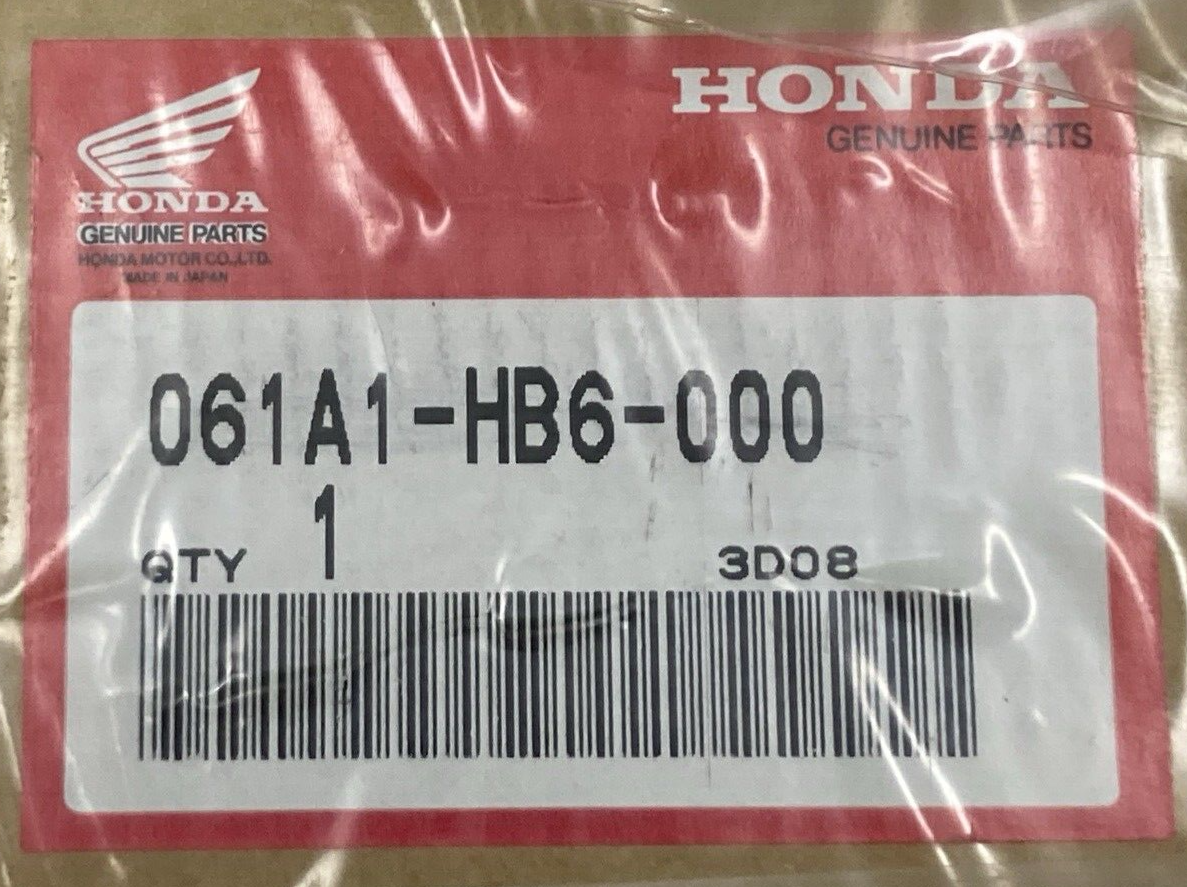 HONDA
GENUINE PARTS
HONDA
GENUINE PARTS
HONDA MOTOR CO.,LTD.
MADE IN JAPAN
061A1-HB6-000
QTY 1 3D08